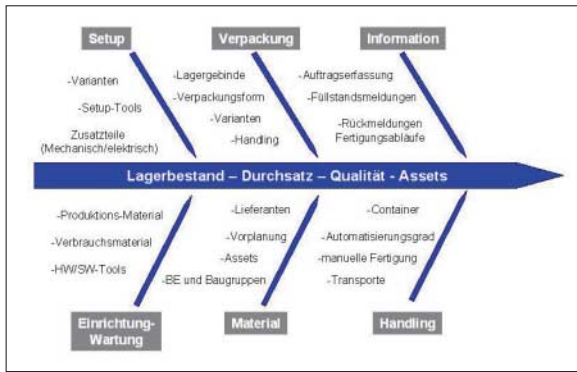 Setup
Verpackung
Information
-Varianten
-Setup-Tools
Zusatzteile
(Mechanisch/elektrisch)
-Lagergebinde
-Verpackungsform
-Varianten
-Handling
-Auftragserfassung
-Füllstandsmeldungen
-Rückmeldungen
Fertigungsabläufe
Lagerbestand – Durchsatz – Qualität - Assets
-Produktions-Material
-Verbrauchsmaterial
-HW/SW-Tools
-Lieferanten
-Vorplanung
-Assets
-BE und Baugruppen
-Container
-Automatisierungsgrad
-manuelle Fertigung
-Transporte
Einrichtung-
Wartung
Material
Handling